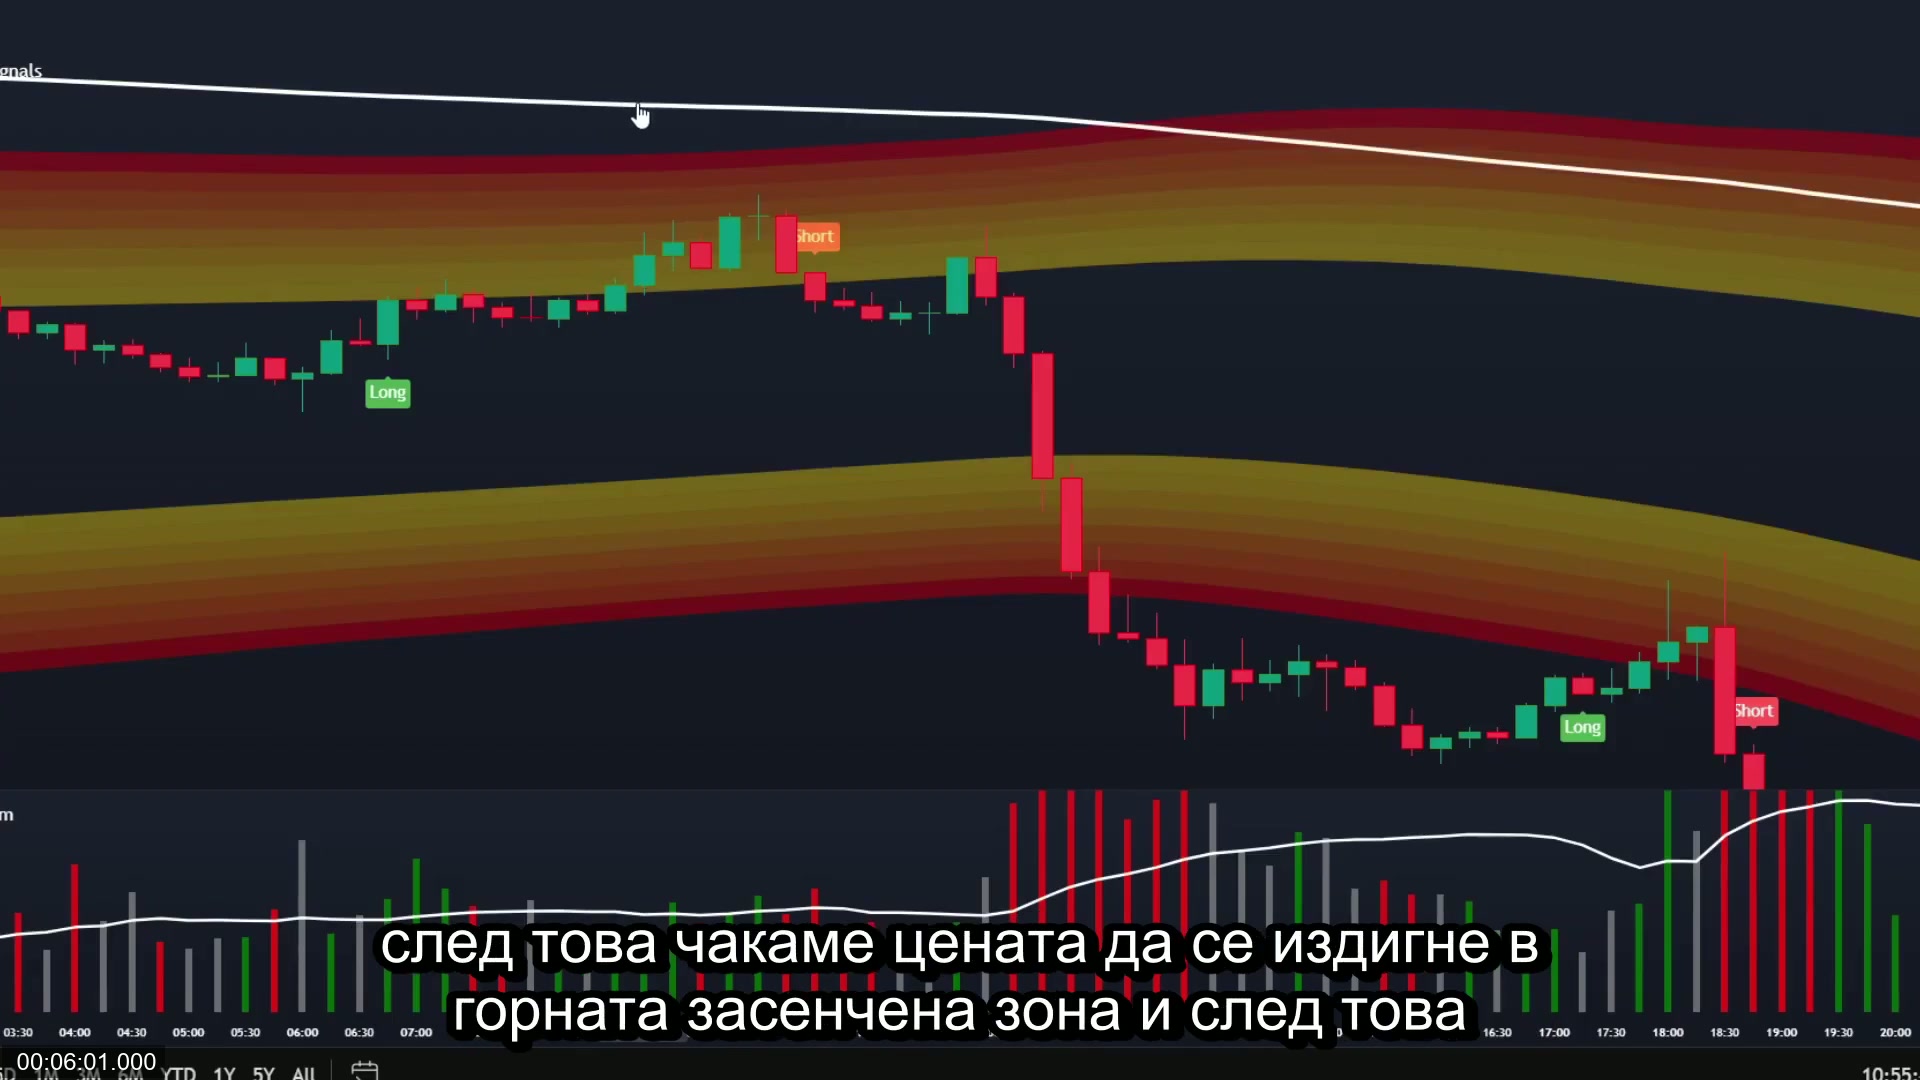 gnals
Short
Long
Short
Long
m
след това чакаме цената да се издигне в
горната засенчена зона и след това
03:30 04:00 04:30 05:00 05:30 06:00 06:30 07:00 16:30 17:00 17:30 18:00 18:30 19:00 19:30 20:00
00:06:01.000
5D 1M 3M 6M YTD 1Y 5Y All 10:55: